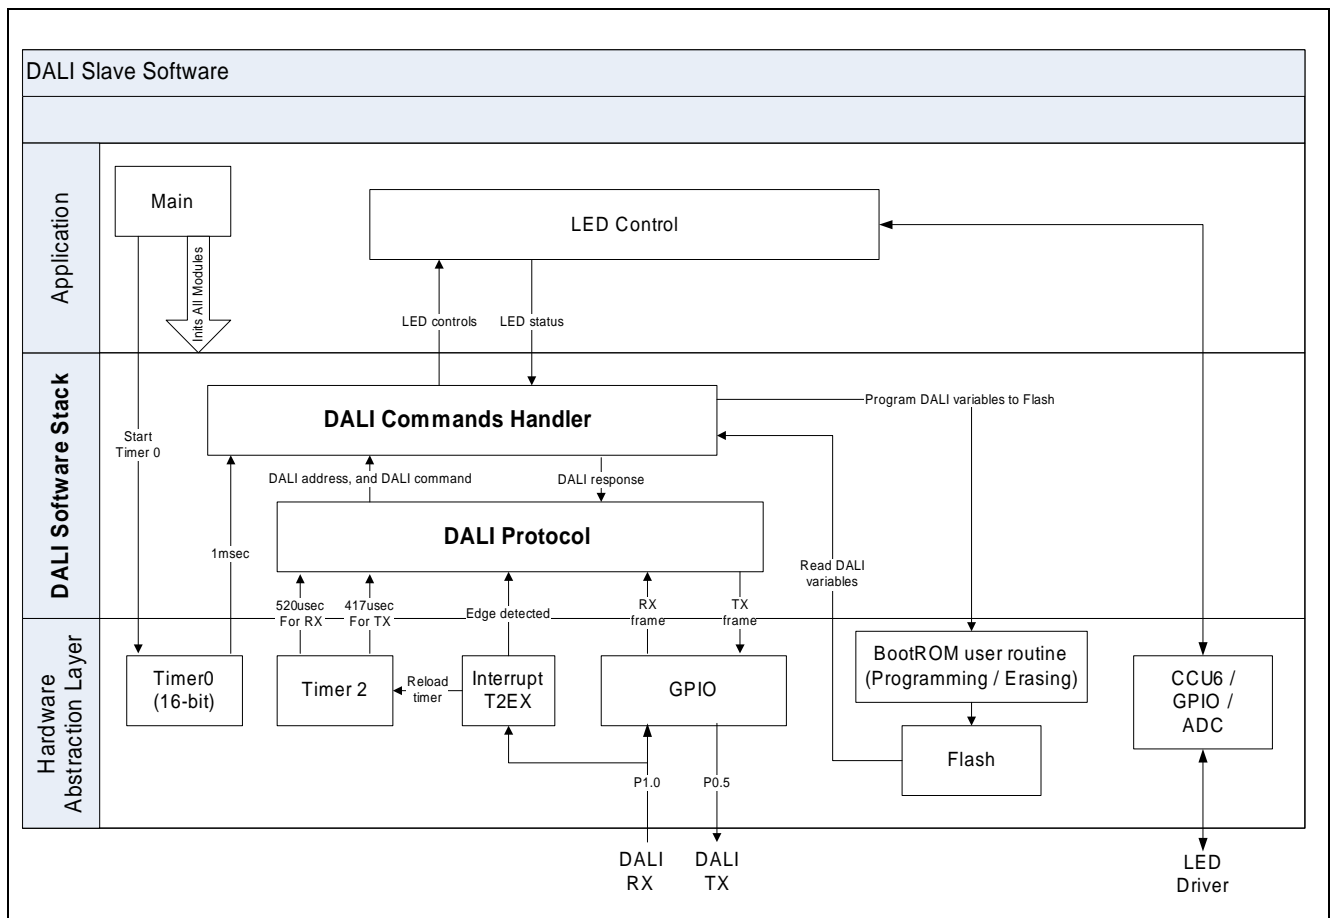 DALI Slave Software
Application
Main
Inits All Modules
LED Control
LED controls
LED status
DALI Software Stack
Start
Timer 0
DALI Commands Handler
Program DALI variables to Flash
DALI address, and DALI command
DALI response
DALI Protocol
1msec
Read DALI
variables
520usec
For RX
417usec
For TX
Edge detected
RX
frame
TX
frame
Hardware
Abstraction Layer
Timer0
(16-bit)
Timer 2
Reload
timer
Interrupt
T2EX
GPIO
BootROM user routine
(Programming / Erasing)
Flash
CCU6 /
GPIO /
ADC
P1.0
P0.5
DALI
RX
DALI
TX
LED
Driver